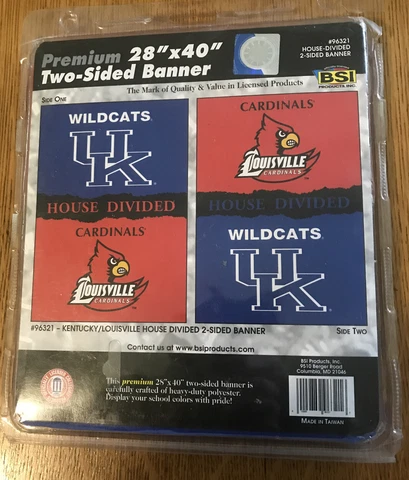 Premium 28"x40"
Two-Sided Banner
#96321
HOUSE-DIVIDED
2-SIDED BANNER
BSI
PRODUCTS, INC.
The Mark of Quality & Value in Licensed Products
SIDE ONE
WILDCATS
UK
HOUSE DIVIDED
CARDINALS
LOUISVILLE
CARDINALS
CARDINALS
LOUISVILLE
CARDINALS
HOUSE DIVIDED
WILDCATS
UK
#96321 – KENTUCKY/LOUISVILLE HOUSE DIVIDED 2-SIDED BANNER
SIDE TWO
Contact us at www.bsiproducts.com
BSI Products, Inc.
9510 Berger Road
Columbia, MD 21046
This premium 28"x40" two-sided banner is
carefully crafted of heavy-duty polyester.
Display your school colors with pride!
MADE IN TAIWAN